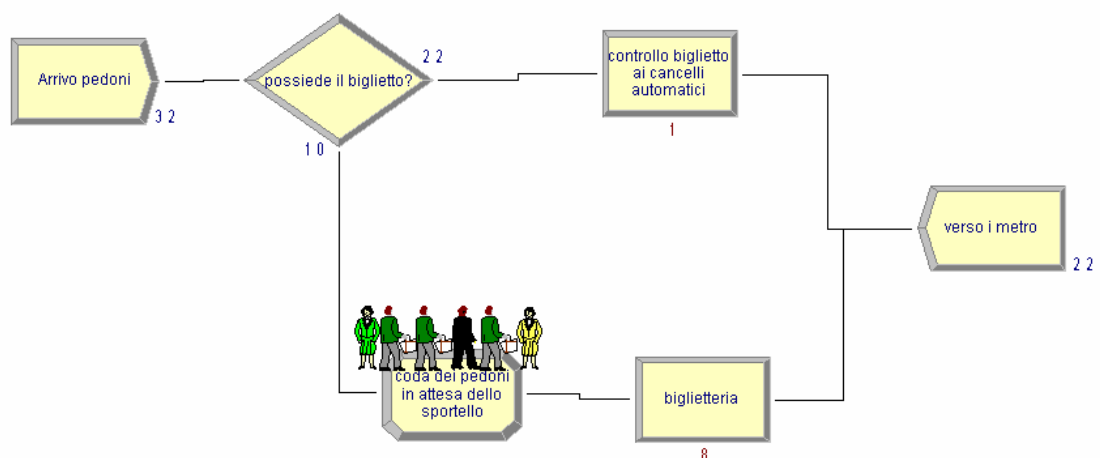 Arrivo pedoni
3 2
possiede il biglietto?
2 2
1 0
controllo biglietto
ai cancelli
automatici
1
verso i metro
2 2
coda dei pedoni
in attesa dello
sportello
biglietteria
8